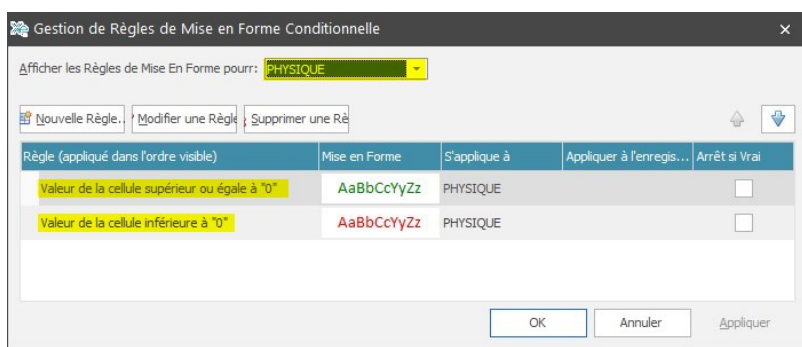 Gestion de Règles de Mise en Forme Conditionnelle
Afficher les Règles de Mise En Forme pourr: PHYSIQUE
Nouvelle Règle.. Modifier une Règle Supprimer une Rè
Règle (appliqué dans l'ordre visible) Mise en Forme S'applique à Appliquer à l'enregis... Arrêt si Vrai
Valeur de la cellule supérieur ou égale à "0" AaBbCcYyZz PHYSIQUE
Valeur de la cellule inférieure à "0" AaBbCcYyZz PHYSIQUE
OK Annuler Appliquer